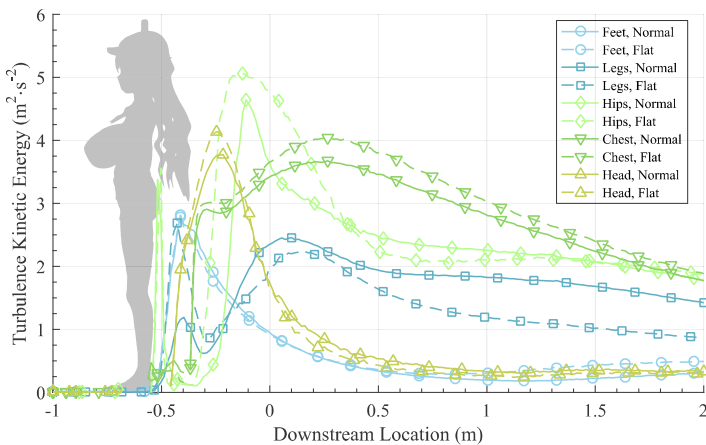 6
5
4
3
2
1
0
-1
-0.5
0
0.5
1
1.5
2
Turbulence Kinetic Energy (m²·s⁻²)
Downstream Location (m)
Feet, Normal
Feet, Flat
Legs, Normal
Legs, Flat
Hips, Normal
Hips, Flat
Chest, Normal
Chest, Flat
Head, Normal
Head, Flat